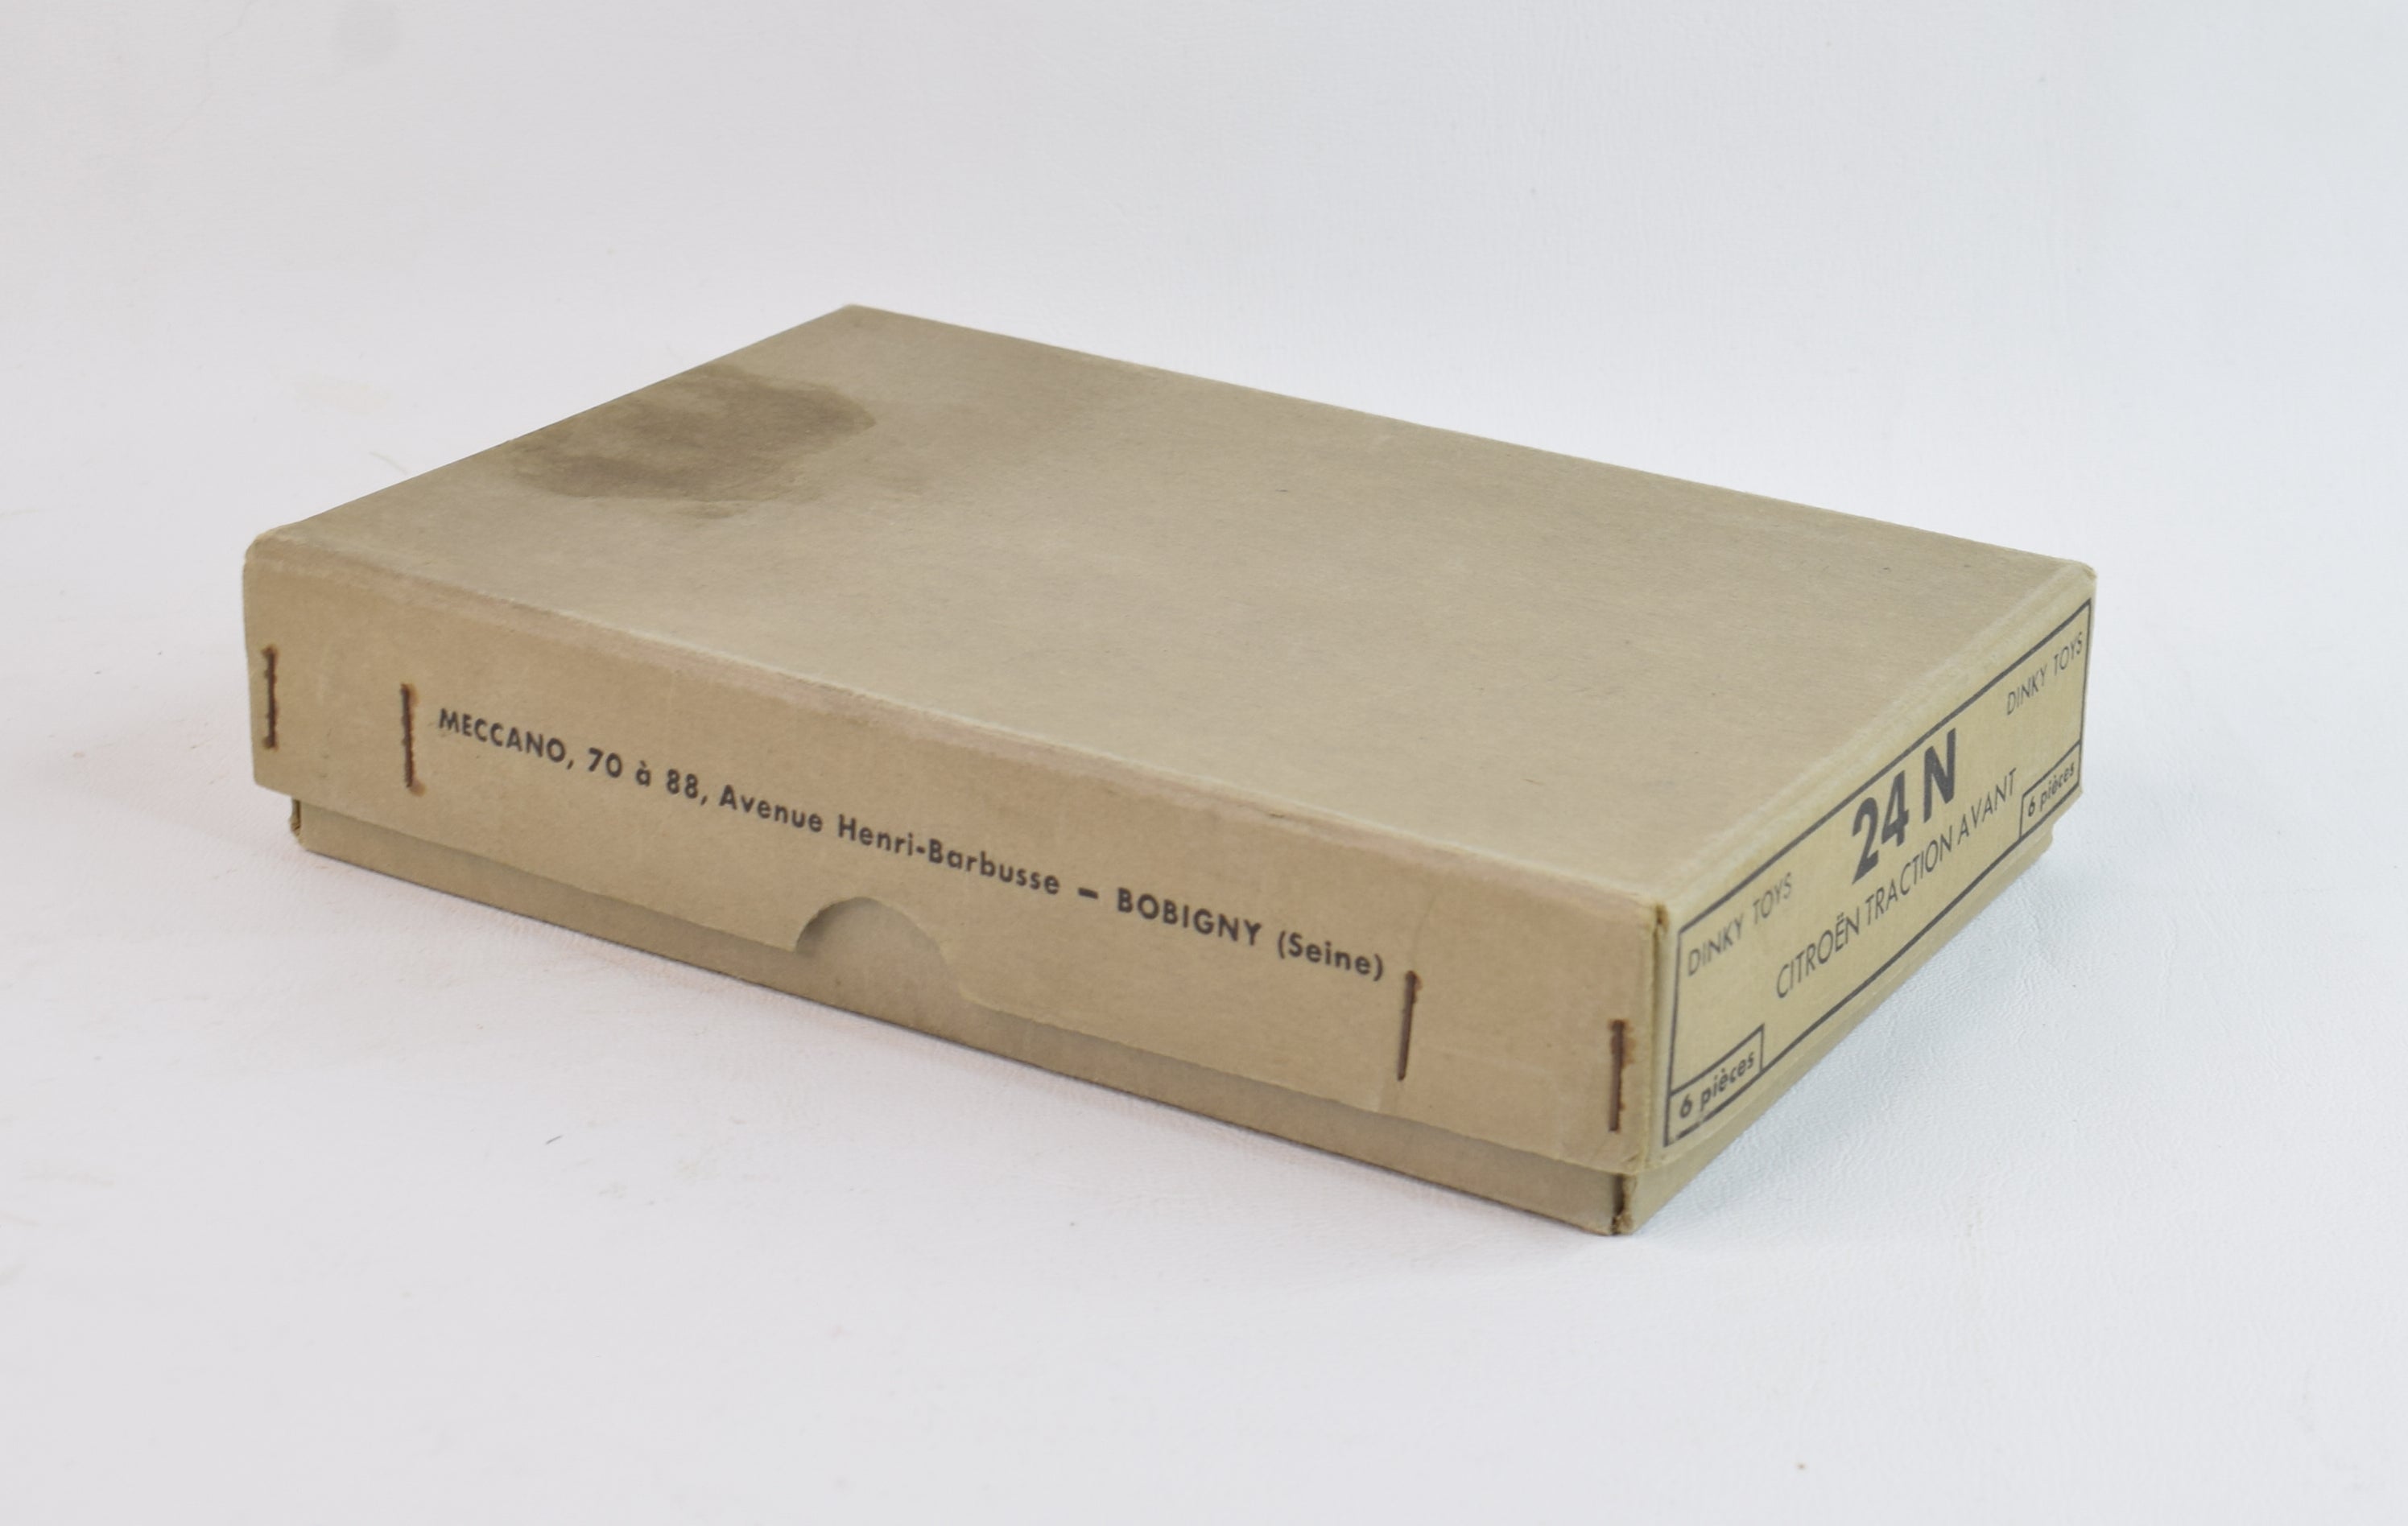 MECCANO, 70 à 88, Avenue Henri-Barbusse — BOBIGNY (Seine)
DINKY TOYS 24 N DINKY TOYS
CITROËN TRACTION AVANT
6 pièces 6 pièces